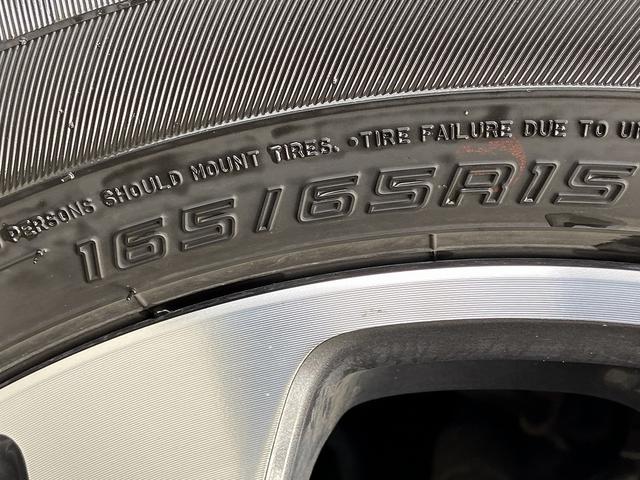 PERSONS SHOULD MOUNT TIRES. •TIRE FAILURE DUE TO
165/65R15